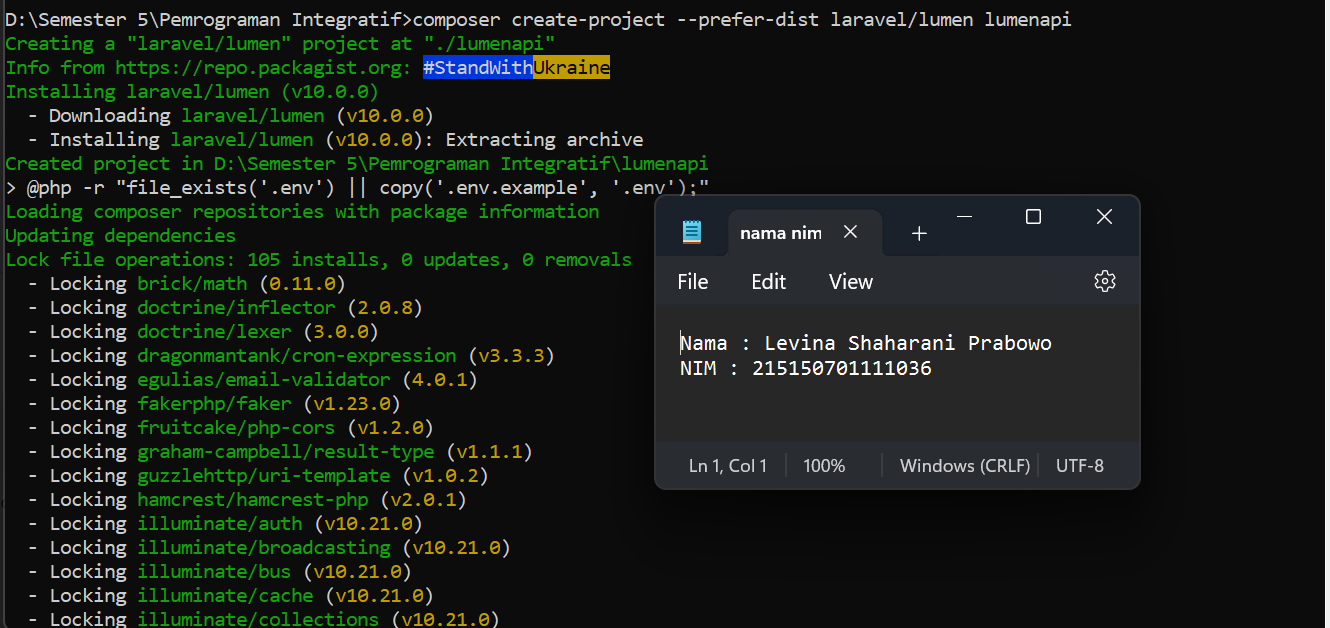 D:\Semester 5\Pemrograman Integratif>composer create-project --prefer-dist laravel/lumen lumenapi
Creating a "laravel/lumen" project at "./lumenapi"
Info from https://repo.packagist.org: #StandWithUkraine
Installing laravel/lumen (v10.0.0)
  - Downloading laravel/lumen (v10.0.0)
  - Installing laravel/lumen (v10.0.0): Extracting archive
Created project in D:\Semester 5\Pemrograman Integratif\lumenapi
> @php -r "file_exists('.env') || copy('.env.example', '.env');"
Loading composer repositories with package information
Updating dependencies
Lock file operations: 105 installs, 0 updates, 0 removals
  - Locking brick/math (0.11.0)
  - Locking doctrine/inflector (2.0.8)
  - Locking doctrine/lexer (3.0.0)
  - Locking dragonmantank/cron-expression (v3.3.3)
  - Locking egulias/email-validator (4.0.1)
  - Locking fakerphp/faker (v1.23.0)
  - Locking fruitcake/php-cors (v1.2.0)
  - Locking graham-campbell/result-type (v1.1.1)
  - Locking guzzlehttp/uri-template (v1.0.2)
  - Locking hamcrest/hamcrest-php (v2.0.1)
  - Locking illuminate/auth (v10.21.0)
  - Locking illuminate/broadcasting (v10.21.0)
  - Locking illuminate/bus (v10.21.0)
  - Locking illuminate/cache (v10.21.0)
  - Locking illuminate/collections (v10.21.0)
nama nim
File Edit View
Nama : Levina Shaharani Prabowo
NIM : 215150701111036
Ln 1, Col 1 100% Windows (CRLF) UTF-8